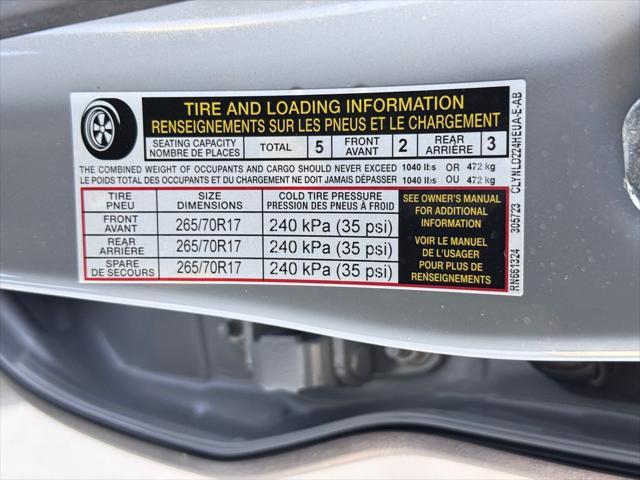 TIRE AND LOADING INFORMATION
RENSEIGNEMENTS SUR LES PNEUS ET LE CHARGEMENT
SEATING CAPACITY
NOMBRE DE PLACES
TOTAL 5
FRONT
AVANT
2
REAR
ARRIÈRE
3
THE COMBINED WEIGHT OF OCCUPANTS AND CARGO SHOULD NEVER EXCEED 1040 lbs OR 472 kg
LE POIDS TOTAL DES OCCUPANTS ET DU CHARGEMENT NE DOIT JAMAIS DÉPASSER 1040 lbs OU 472 kg
TIRE
PNEU
SIZE
DIMENSIONS
COLD TIRE PRESSURE
PRESSION DES PNEUS À FROID
FRONT
AVANT
265/70R17
240 kPa (35 psi)
REAR
ARRIÈRE
265/70R17
240 kPa (35 psi)
SPARE
DE SECOURS
265/70R17
240 kPa (35 psi)
SEE OWNER'S MANUAL
FOR ADDITIONAL
INFORMATION
VOIR LE MANUEL
DE L'USAGER
POUR PLUS DE
RENSEIGNEMENTS
RN661324 305723 CLYNLD224HEUA-E-AB